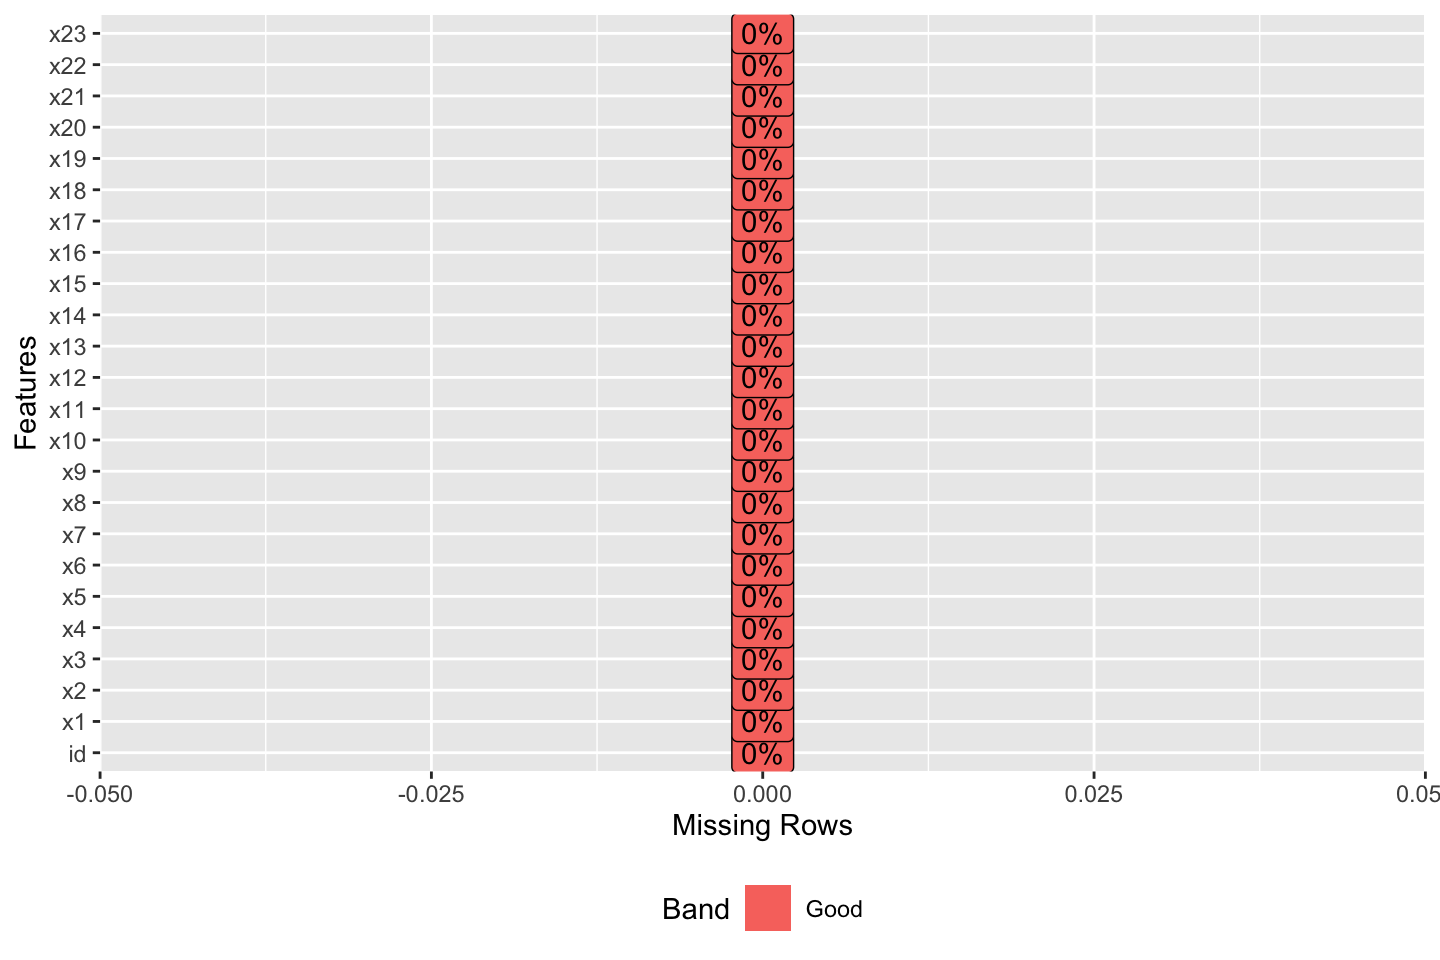 Features
x23 0%
x22 0%
x21 0%
x20 0%
x19 0%
x18 0%
x17 0%
x16 0%
x15 0%
x14 0%
x13 0%
x12 0%
x11 0%
x10 0%
x9 0%
x8 0%
x7 0%
x6 0%
x5 0%
x4 0%
x3 0%
x2 0%
x1 0%
id 0%
-0.050 -0.025 0.000 0.025 0.05
Missing Rows
Band Good